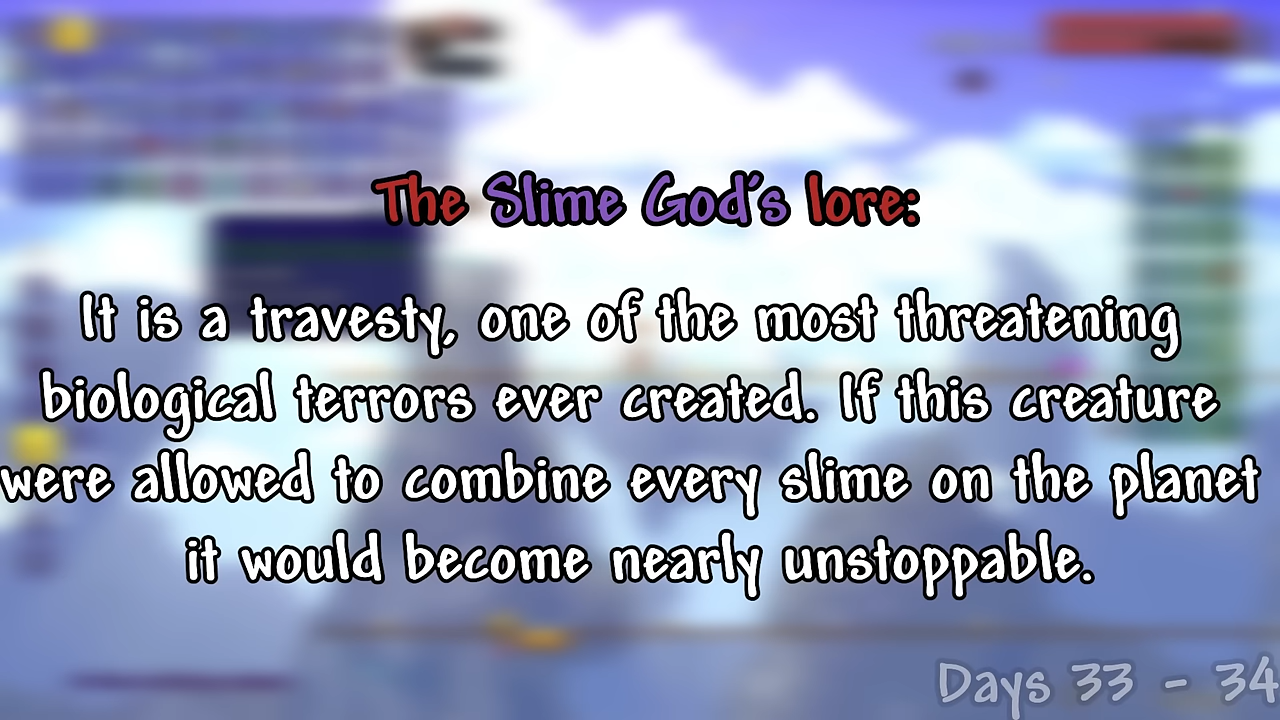 The Slime God's lore:
It is a travesty, one of the most threatening
biological terrors ever created. If this creature
were allowed to combine every slime on the planet
it would become nearly unstoppable.
Days 33 - 34